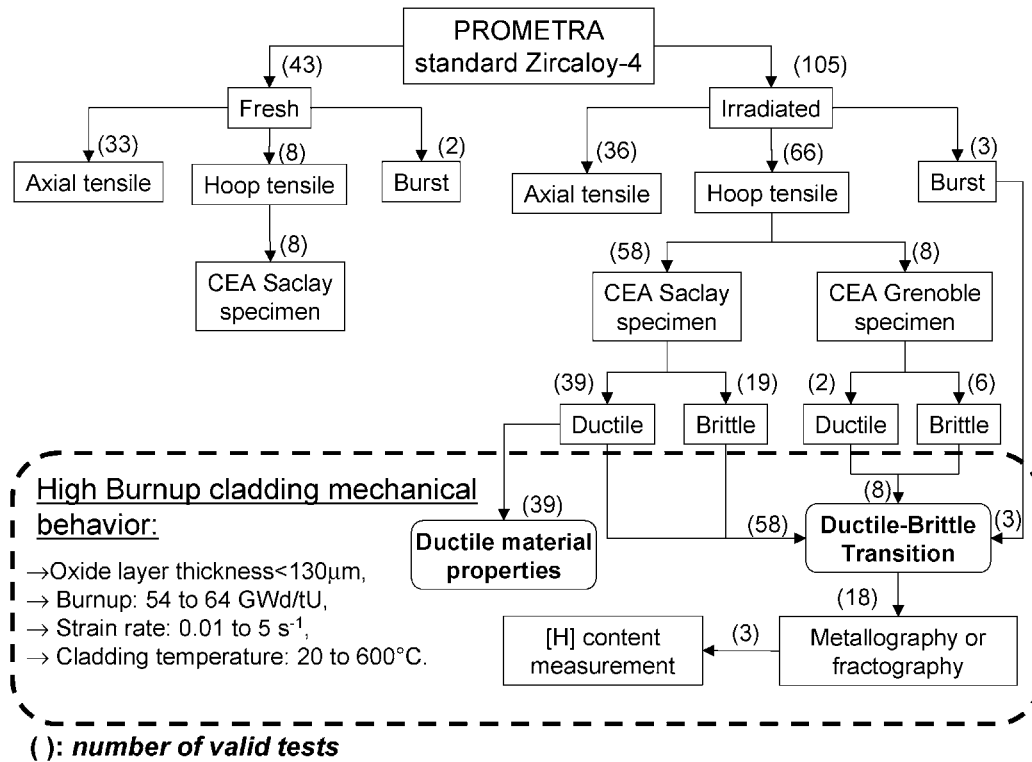 PROMETRA
standard Zircaloy-4
(43)
(105)
Fresh
Irradiated
(33)
(8)
(2)
(36)
(66)
(3)
Axial tensile
Hoop tensile
Burst
Axial tensile
Hoop tensile
Burst
(8)
(58)
(8)
CEA Saclay
specimen
CEA Saclay
specimen
CEA Grenoble
specimen
(39)
(19)
(2)
(6)
Ductile
Brittle
Ductile
Brittle
High Burnup cladding mechanical
behavior:
(39)
(8)
(58)
(3)
Ductile material
properties
Ductile-Brittle
Transition
→Oxide layer thickness<130μm,
→ Burnup: 54 to 64 GWd/tU,
→ Strain rate: 0.01 to 5 s⁻¹,
→ Cladding temperature: 20 to 600°C.
(18)
[H] content
measurement
(3)
Metallography or
fractography
( ): number of valid tests